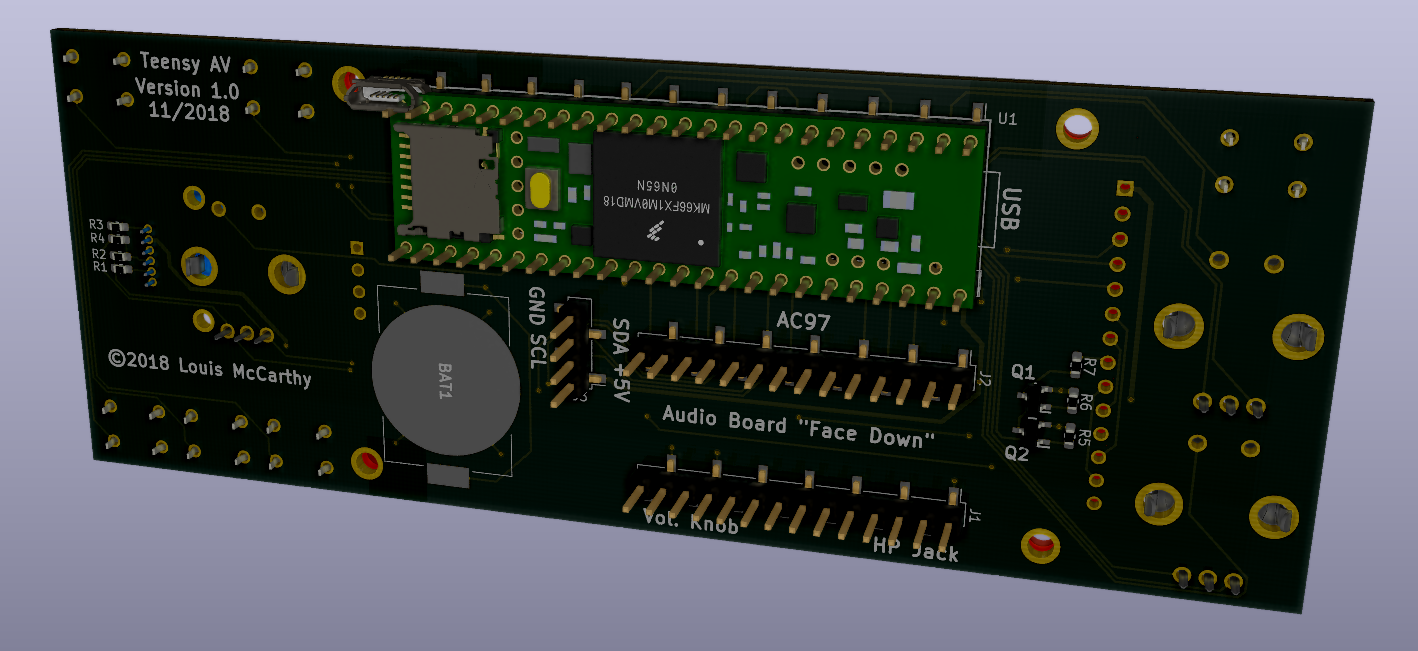 Teensy AV
Version 1.0
11/2018
U1
USB
MK66FX1M0VMD18
0N65N
R3
R4
R2
R1
GND SCL
SDA +5V
AC97
J2
BAT1
©2018 Louis McCarthy
Audio Board "Face Down"
Q1
Q2
R7
R6
R5
Vol. Knob
HP Jack
J1